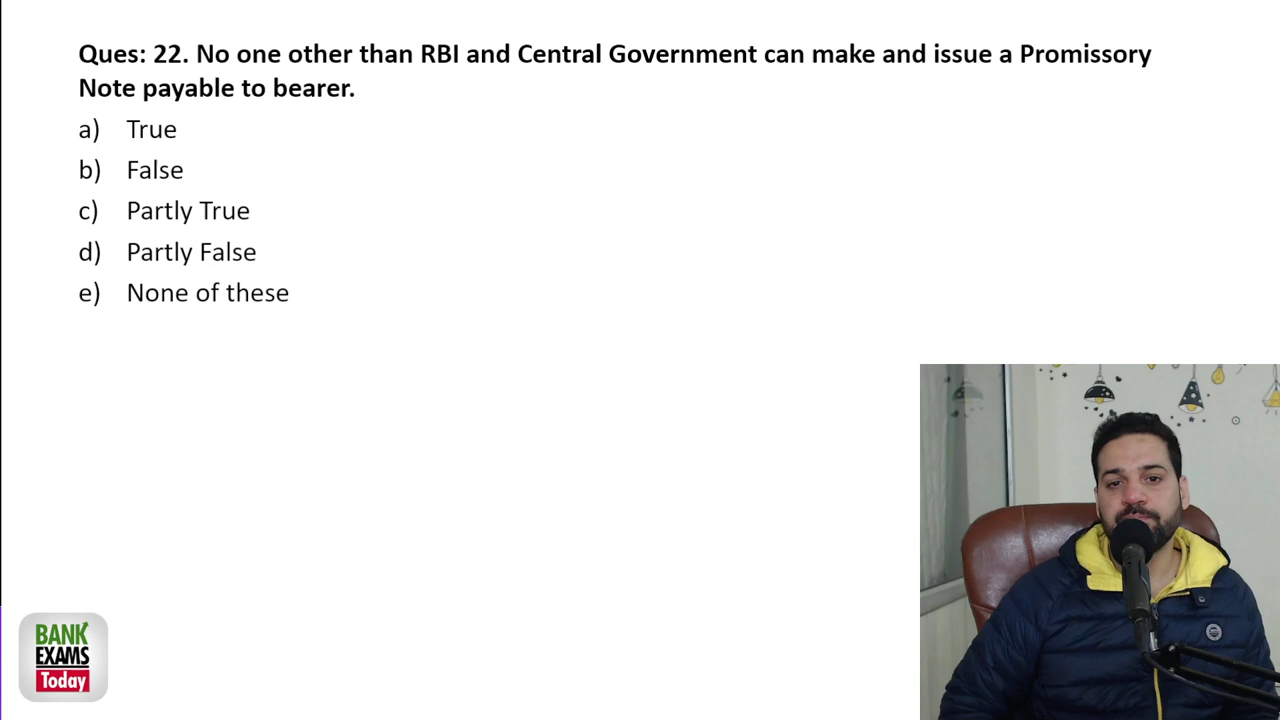 Ques: 22. No one other than RBI and Central Government can make and issue a Promissory
Note payable to bearer.
a) True
b) False
c) Partly True
d) Partly False
e) None of these
BANK
EXAMS
Today